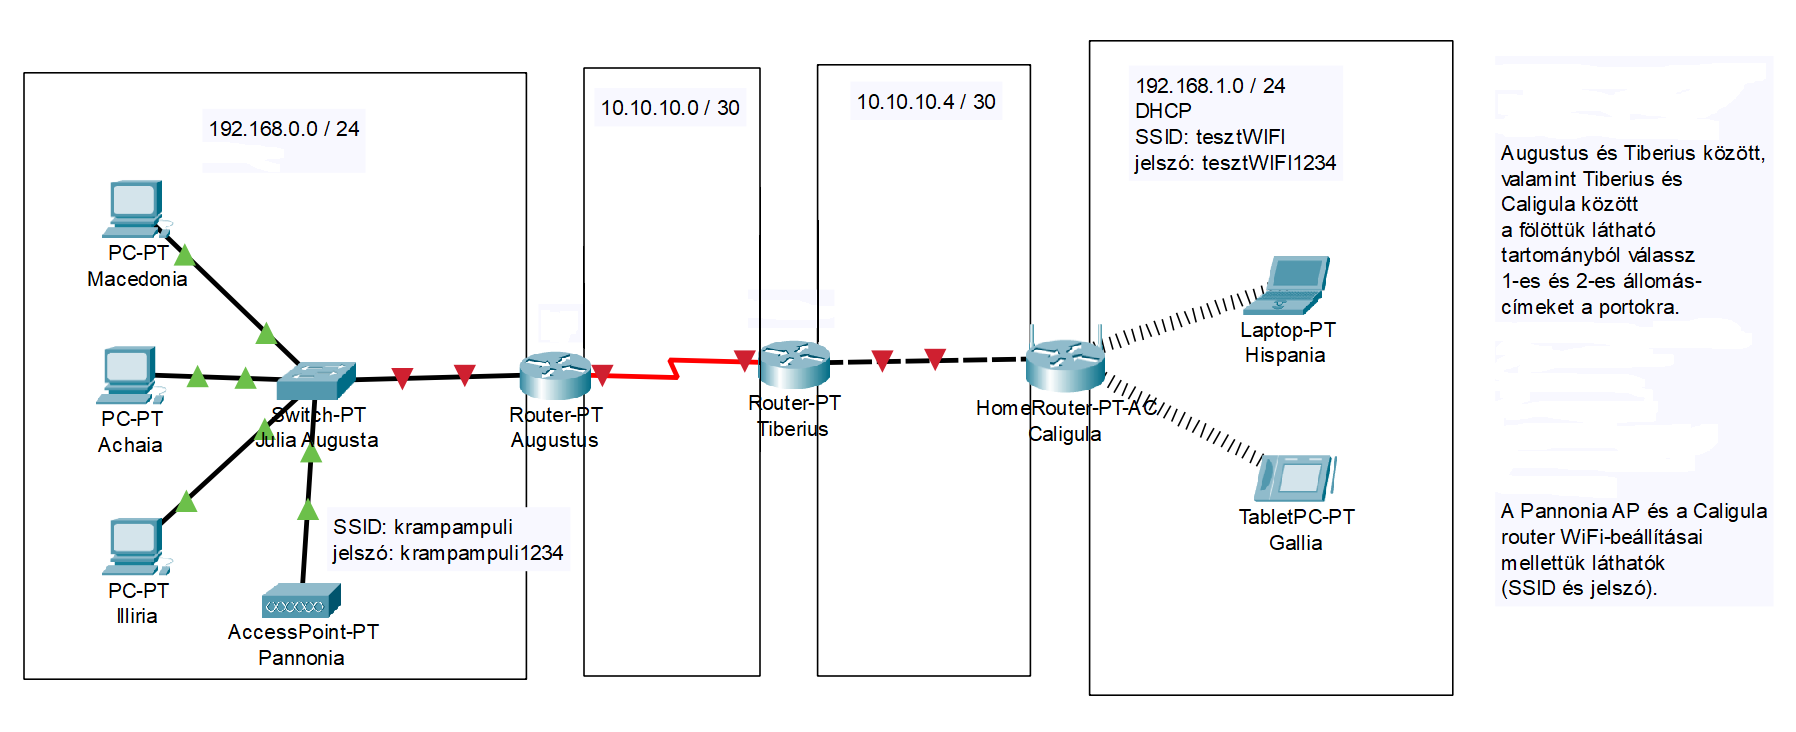 192.168.0.0 / 24
PC-PT
Macedonia
PC-PT
Achaia
PC-PT
Illiria
Switch-PT
Julia Augusta
SSID: krampampuli
jelszó: krampampuli1234
AccessPoint-PT
Pannonia
Router-PT
Augustus
10.10.10.0 / 30
Router-PT
Tiberius
10.10.10.4 / 30
HomeRouter-PT-AC
Caligula
192.168.1.0 / 24
DHCP
SSID: tesztWIFI
jelszó: tesztWIFI1234
Laptop-PT
Hispania
TabletPC-PT
Gallia
Augustus és Tiberius között,
valamint Tiberius és
Caligula között
a fölöttük látható
tartományból válassz
1-es és 2-es állomás-
címeket a portokra.
A Pannonia AP és a Caligula
router WiFi-beállításai
mellettük láthatók
(SSID és jelszó).